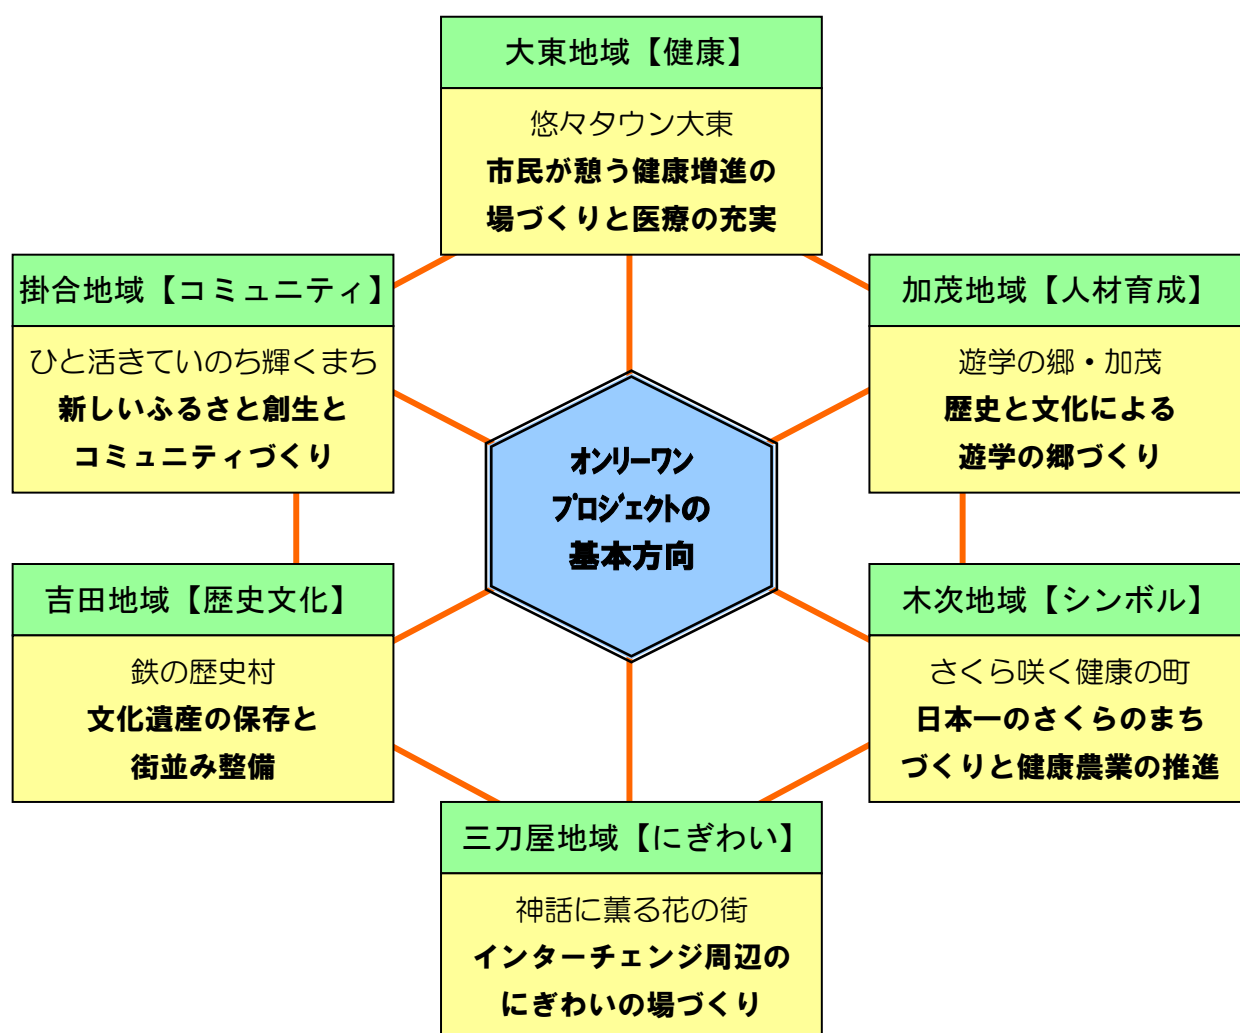 大東地域【健康】
悠々タウン大東
市民が憩う健康増進の
場づくりと医療の充実
掛合地域【コミュニティ】
ひと活きていのち輝くまち
新しいふるさと創生と
コミュニティづくり
加茂地域【人材育成】
遊学の郷・加茂
歴史と文化による
遊学の郷づくり
オンリーワン
プロジェクトの
基本方向
吉田地域【歴史文化】
鉄の歴史村
文化遺産の保存と
街並み整備
木次地域【シンボル】
さくら咲く健康の町
日本一のさくらのまち
づくりと健康農業の推進
三刀屋地域【にぎわい】
神話に薫る花の街
インターチェンジ周辺の
にぎわいの場づくり